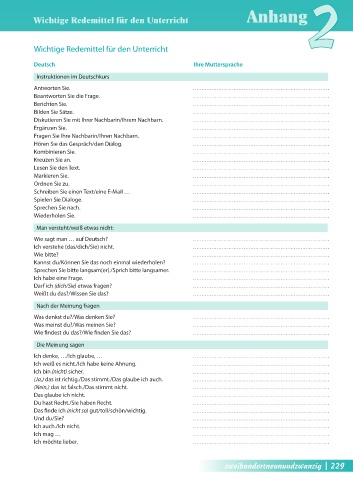 Wichtige Redemittel für den Unterricht
Anhang 2
Wichtige Redemittel für den Unterricht
Deutsch Ihre Muttersprache
Instruktionen im Deutschkurs
Antworten Sie.
Beantworten Sie die Frage.
Berichten Sie.
Bilden Sie Sätze.
Diskutieren Sie mit Ihrer Nachbarin/Ihrem Nachbarn.
Ergänzen Sie.
Fragen Sie Ihre Nachbarin/Ihren Nachbarn.
Hören Sie das Gespräch/den Dialog.
Kombinieren Sie.
Kreuzen Sie an.
Lesen Sie den Text.
Markieren Sie.
Ordnen Sie zu.
Schreiben Sie einen Text/eine E-Mail …
Spielen Sie Dialoge.
Sprechen Sie nach.
Wiederholen Sie.
Man versteht/weiß etwas nicht:
Wie sagt man … auf Deutsch?
Ich verstehe (das/dich/Sie) nicht.
Wie bitte?
Kannst du/Können Sie das noch einmal wiederholen?
Sprechen Sie bitte langsam(er)./Sprich bitte langsamer.
Ich habe eine Frage.
Darf ich (dich/Sie) etwas fragen?
Weißt du das?/Wissen Sie das?
Nach der Meinung fragen
Was denkst du?/Was denken Sie?
Was meinst du?/Was meinen Sie?
Wie findest du das?/Wie finden Sie das?
Die Meinung sagen
Ich denke, …/Ich glaube, …
Ich weiß es nicht./Ich habe keine Ahnung.
Ich bin (nicht) sicher.
(Ja,) das ist richtig./Das stimmt./Das glaube ich auch.
(Nein,) das ist falsch./Das stimmt nicht.
Das glaube ich nicht.
Du hast Recht./Sie haben Recht.
Das finde ich (nicht so) gut/toll/schön/wichtig.
Und du/Sie?
Ich auch./Ich nicht.
Ich mag …
Ich möchte lieber.
zweihundertneunundzwanzig | 229